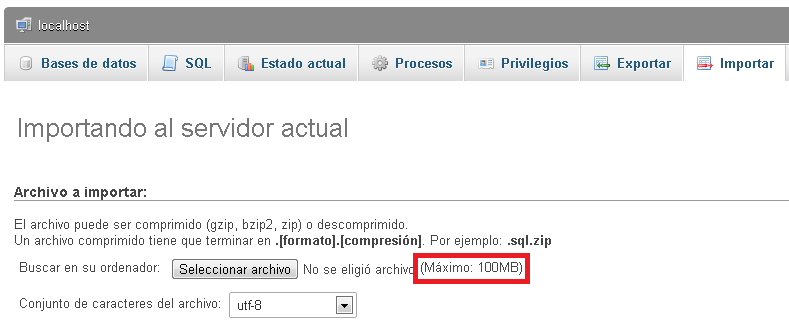 localhost
Bases de datos SQL Estado actual Procesos Privilegios Exportar Importar
Importando al servidor actual
Archivo a importar:
El archivo puede ser comprimido (gzip, bzip2, zip) o descomprimido.
Un archivo comprimido tiene que terminar en .[formato].[compresión]. Por ejemplo: .sql.zip
Buscar en su ordenador: Seleccionar archivo No se eligió archivo (Máximo: 100MB)
Conjunto de caracteres del archivo: utf-8